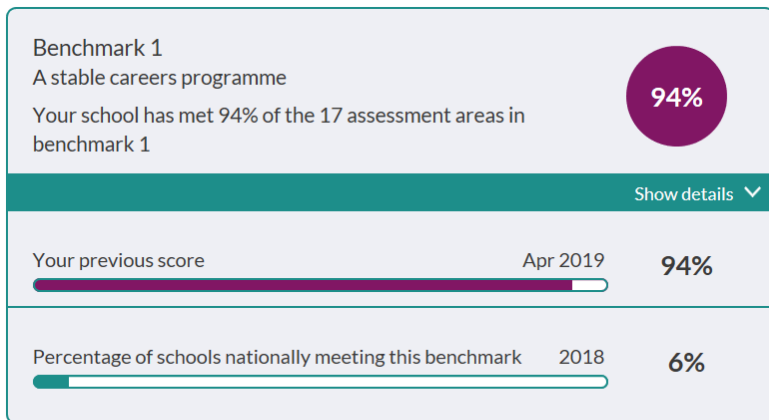 Benchmark 1
A stable careers programme
Your school has met 94% of the 17 assessment areas in
benchmark 1
94%
Show details
Your previous score Apr 2019 94%
Percentage of schools nationally meeting this benchmark 2018 6%